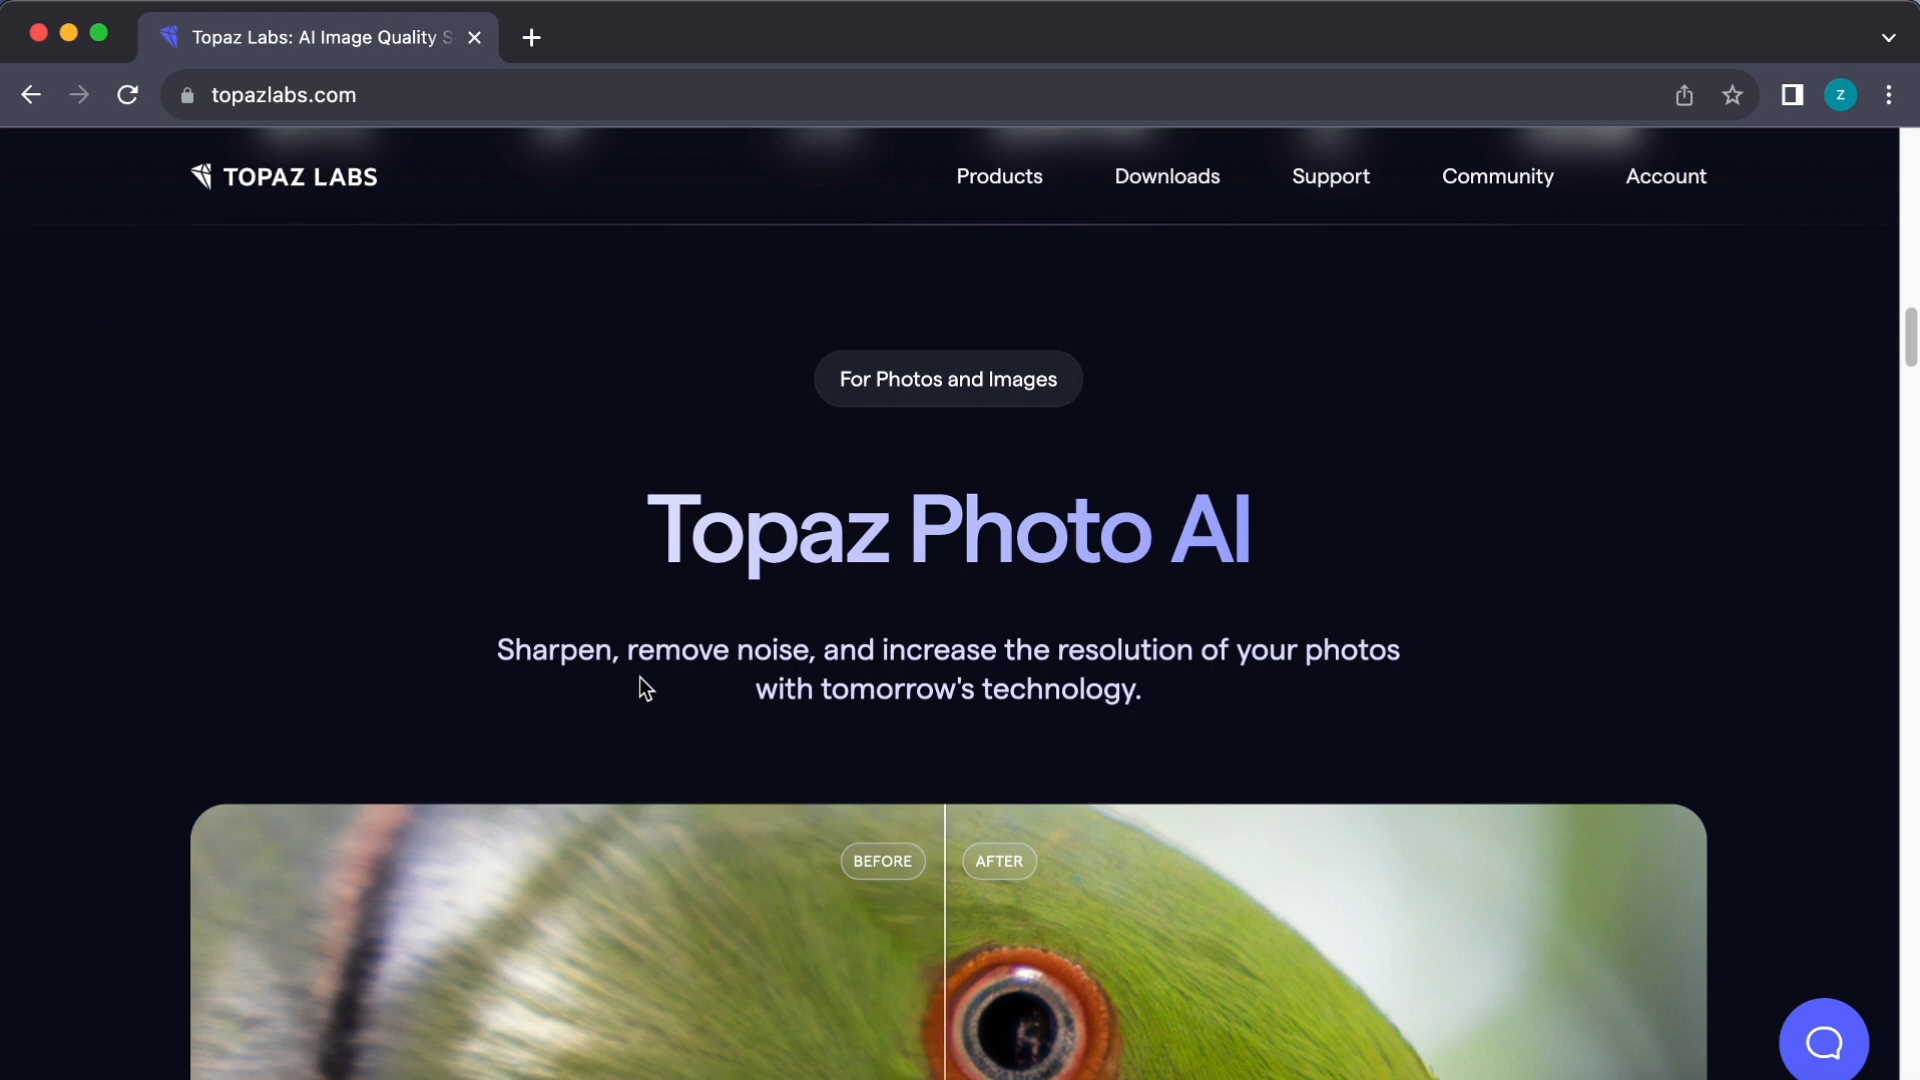 Topaz Labs: AI Image Quality S
topazlabs.com
Z
TOPAZ LABS
Products
Downloads
Support
Community
Account
For Photos and Images
Topaz Photo AI
Sharpen, remove noise, and increase the resolution of your photos
with tomorrow's technology.
BEFORE
AFTER